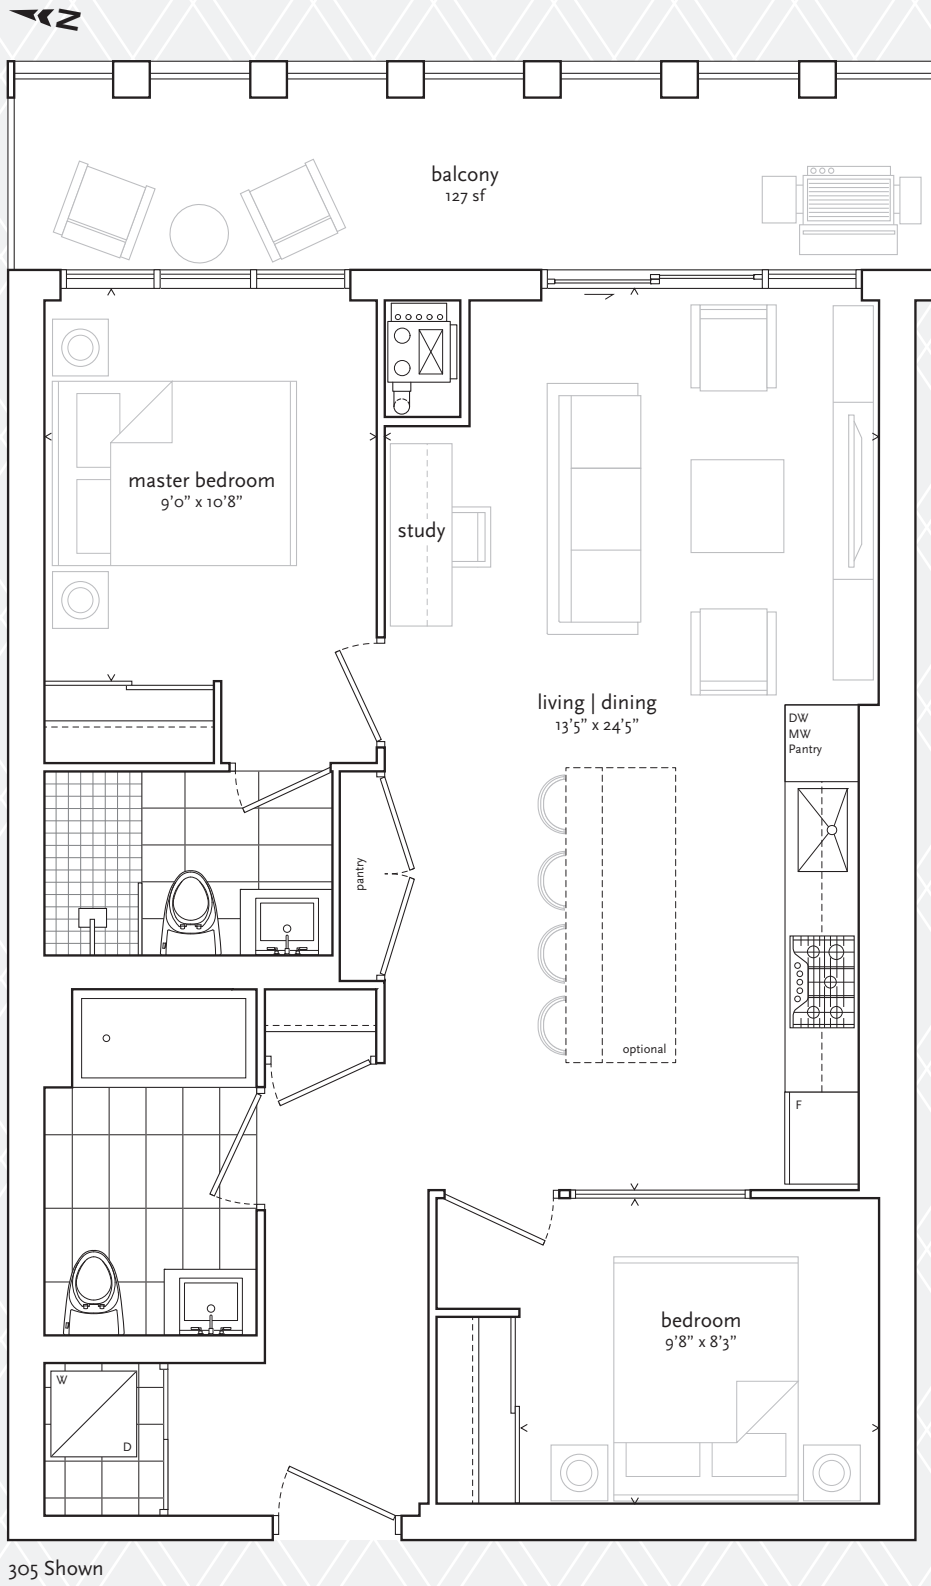 N
balcony
127 sf
master bedroom
9'0" x 10'8"
study
living | dining
13'5" x 24'5"
DW
MW
Pantry
pantry
optional
F
bedroom
9'8" x 8'3"
W
D
305 Shown